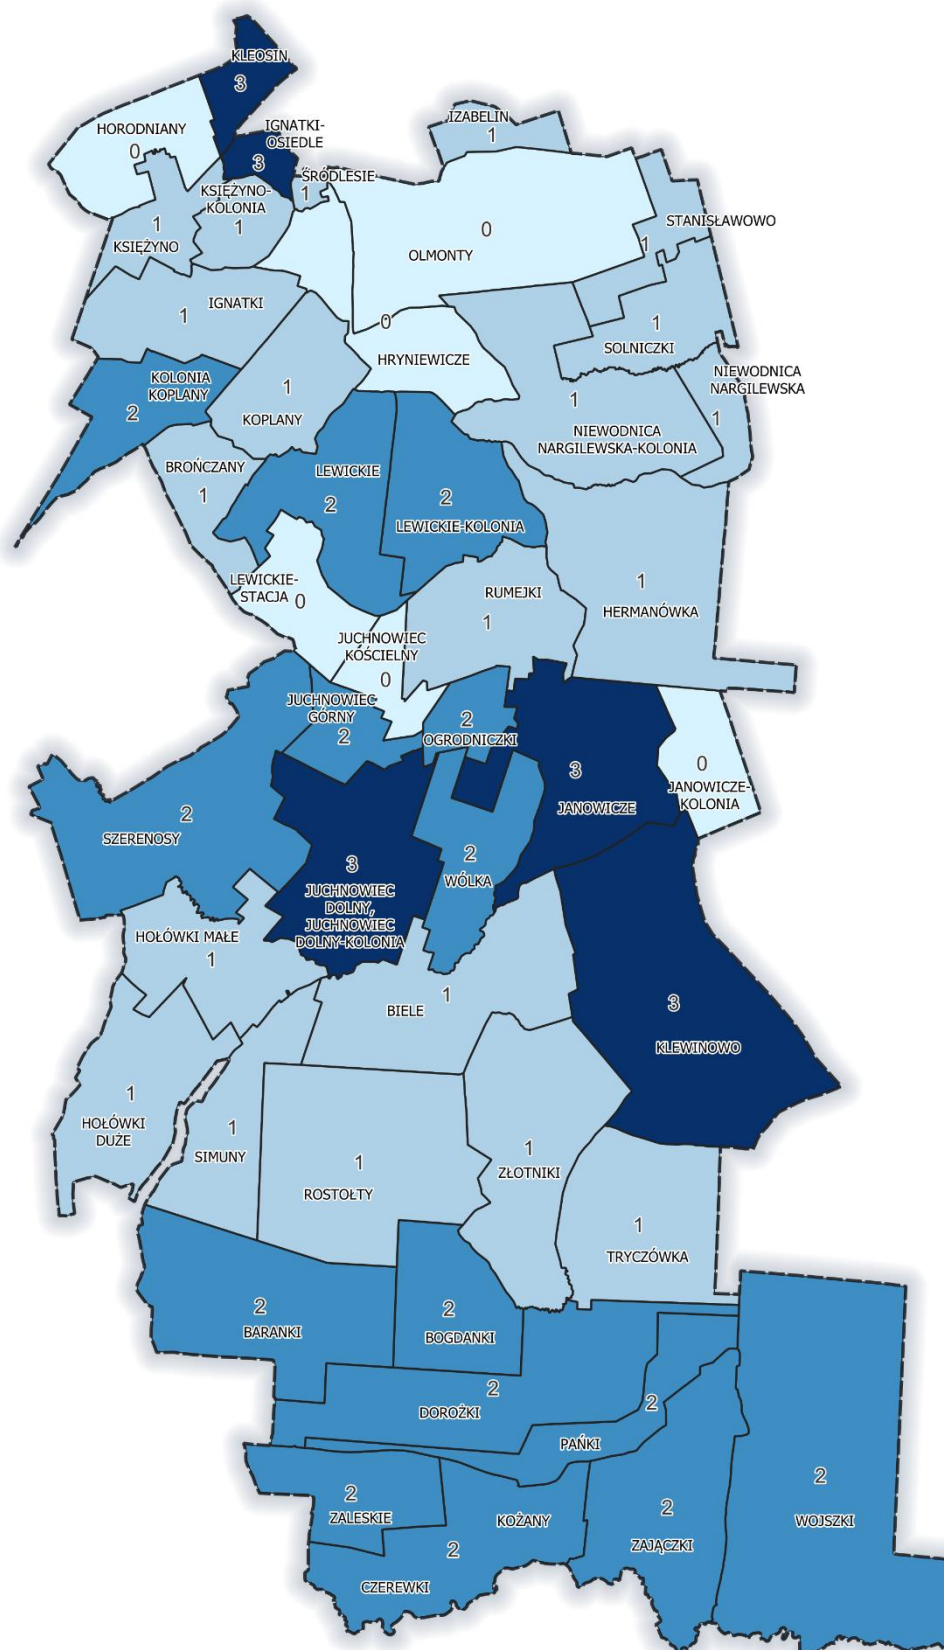 KLEOSIN
3
HORODNIANY
0
IGNATKI-
OSIEDLE
3
IZABELIN
1
ŚRÓDLESIE
1
KSIĘŻYNO-
KOLONIA
1
1
KSIĘŻYNO
STANISŁAWOWO
1
0
OLMONTY
IGNATKI
1
0
HRYNIEWICZE
1
SOLNICZKI
NIEWODNICA
NARGILEWSKA
1
KOLONIA
KOPLANY
2
1
KOPLANY
1
NIEWODNICA
NARGILEWSKA-KOLONIA
BROŃCZANY
1
LEWICKIE
2
2
LEWICKIE-KOLONIA
LEWICKIE-
STACJA
0
RUMEJKI
1
1
HERMANÓWKA
JUCHNOWIEC
KOŚCIELNY
0
JUCHNOWIEC
GÓRNY
2
2
OGRODNICZKI
3
JANOWICZE
0
JANOWICZE-
KOLONIA
2
SZERENOSY
3
JUCHNOWIEC
DOLNY,
JUCHNOWIEC
DOLNY-KOLONIA
2
WÓLKA
HOŁÓWKI MAŁE
1
1
BIELE
3
KLEWINOWO
1
HOŁÓWKI
DUŻE
1
SIMUNY
1
ROSTOŁTY
1
ZŁOTNIKI
1
TRYCZÓWKA
2
BARANKI
2
BOGDANKI
2
DOROŻKI
2
PAŃKI
2
ZALESKIE
KOŻANY
2
CZEREWKI
2
ZAJĄCZKI
2
WOJSZKI